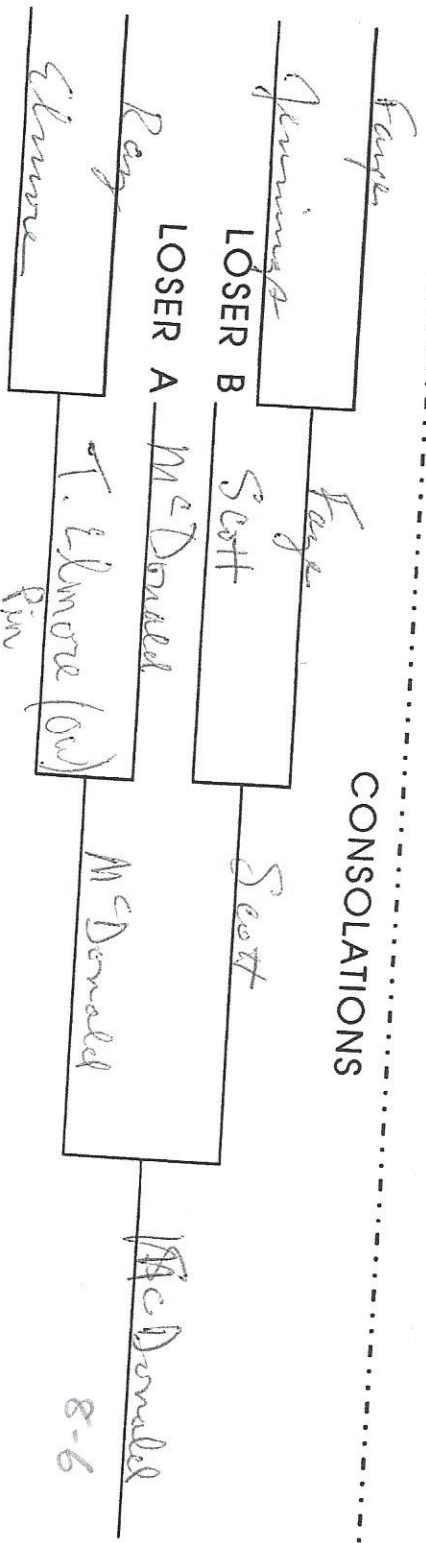 CONSOLATIONS
Faye
Jennings
Faye
LOSER B Scott
Scott
LOSER A McDonald
Ray
Elmore
T. Elmore (OW)
Pin
McDonald
McDonald
8-6